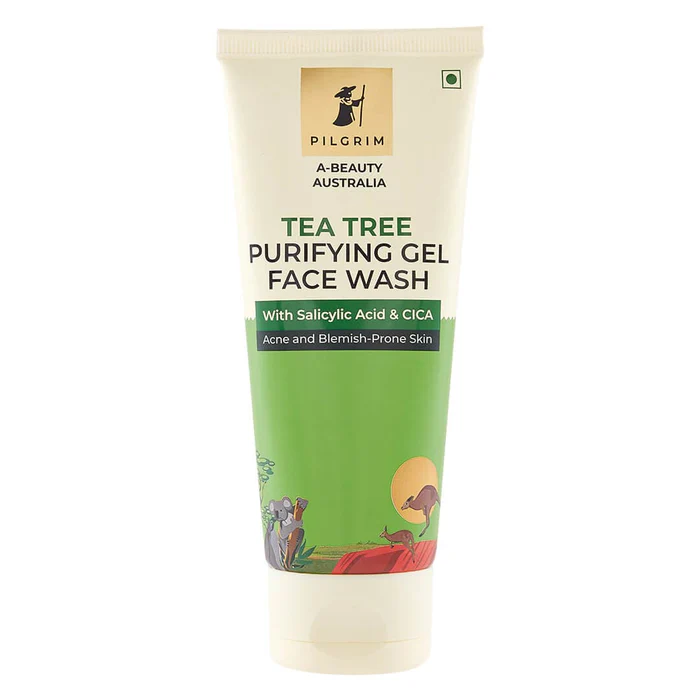 PILGRIM
A-BEAUTY
AUSTRALIA
TEA TREE
PURIFYING GEL
FACE WASH
With Salicylic Acid & CICA
Acne and Blemish-Prone Skin